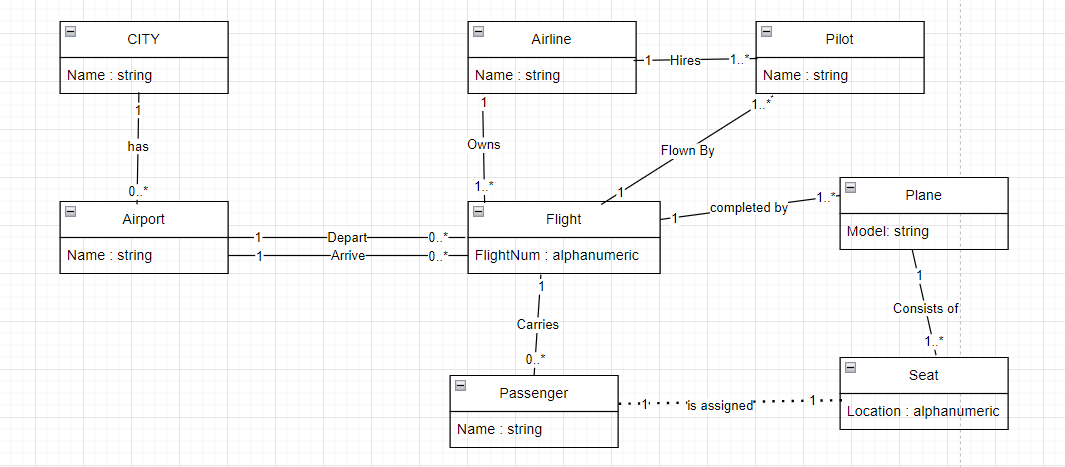 CITY
Name : string
1
has
0..*
Airport
Name : string
1 Depart 0..*
1 Arrive 0..*
Airline
Name : string
1 Hires 1..*
Pilot
Name : string
1
Owns
1..*
1..*
Flown By
1
Flight
FlightNum : alphanumeric
1 completed by 1..*
Plane
Model: string
1
Consists of
1..*
1
Carries
0..*
Passenger
Name : string
1 is assigned 1
Seat
Location : alphanumeric